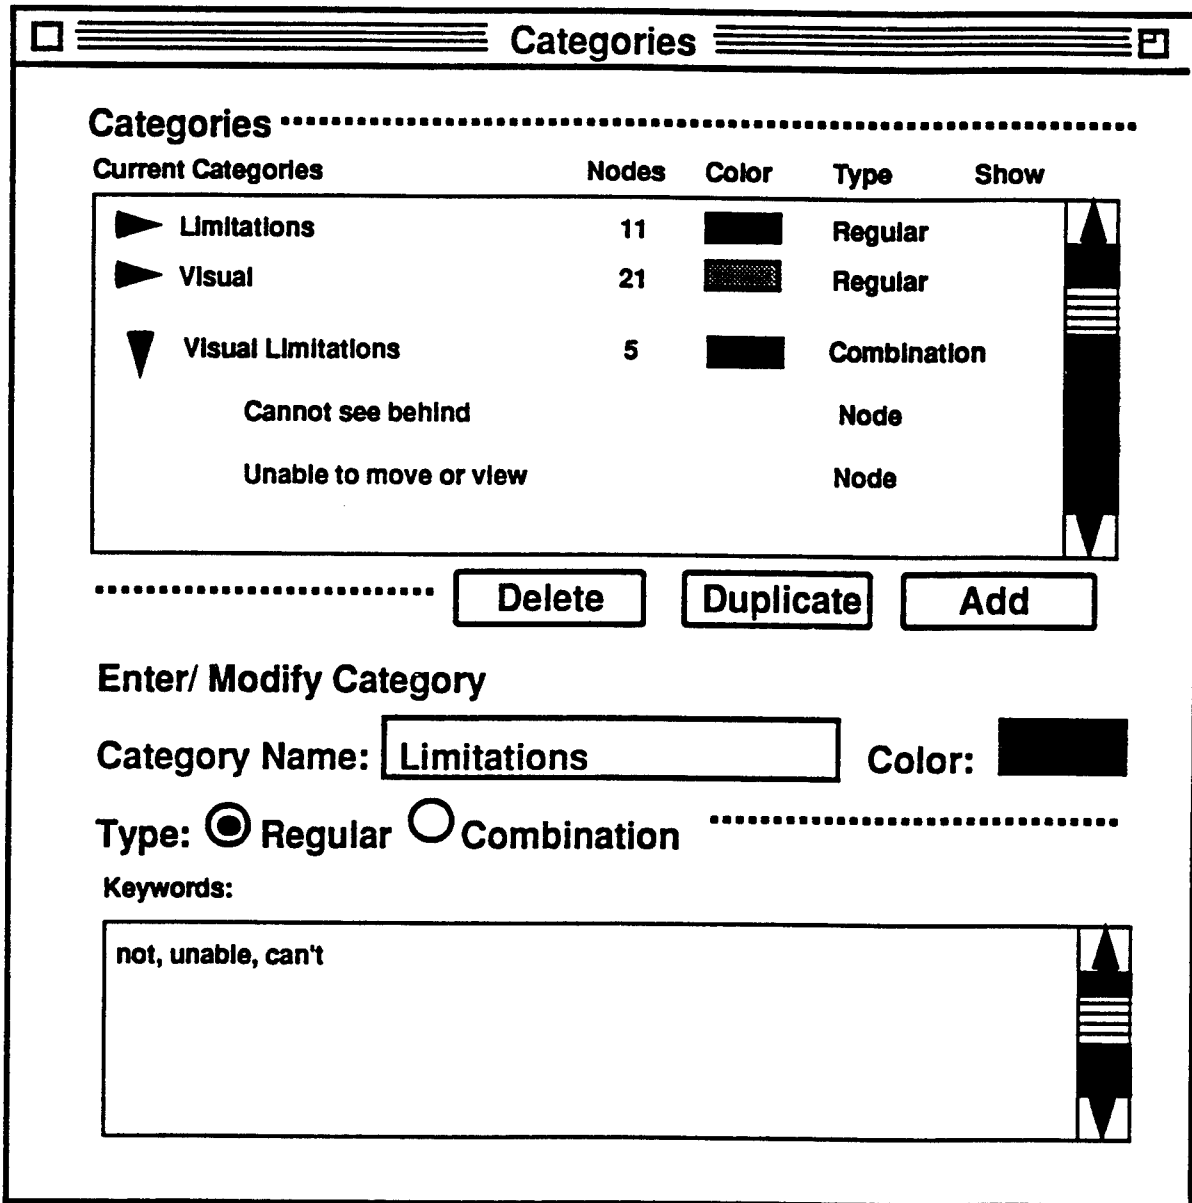 Categories
Categories
Current Categories Nodes Color Type Show
Limitations 11 Regular
Visual 21 Regular
Visual Limitations 5 Combination
Cannot see behind Node
Unable to move or view Node
Delete Duplicate Add
Enter/ Modify Category
Category Name: Limitations Color:
Type: Regular Combination
Keywords:
not, unable, can't